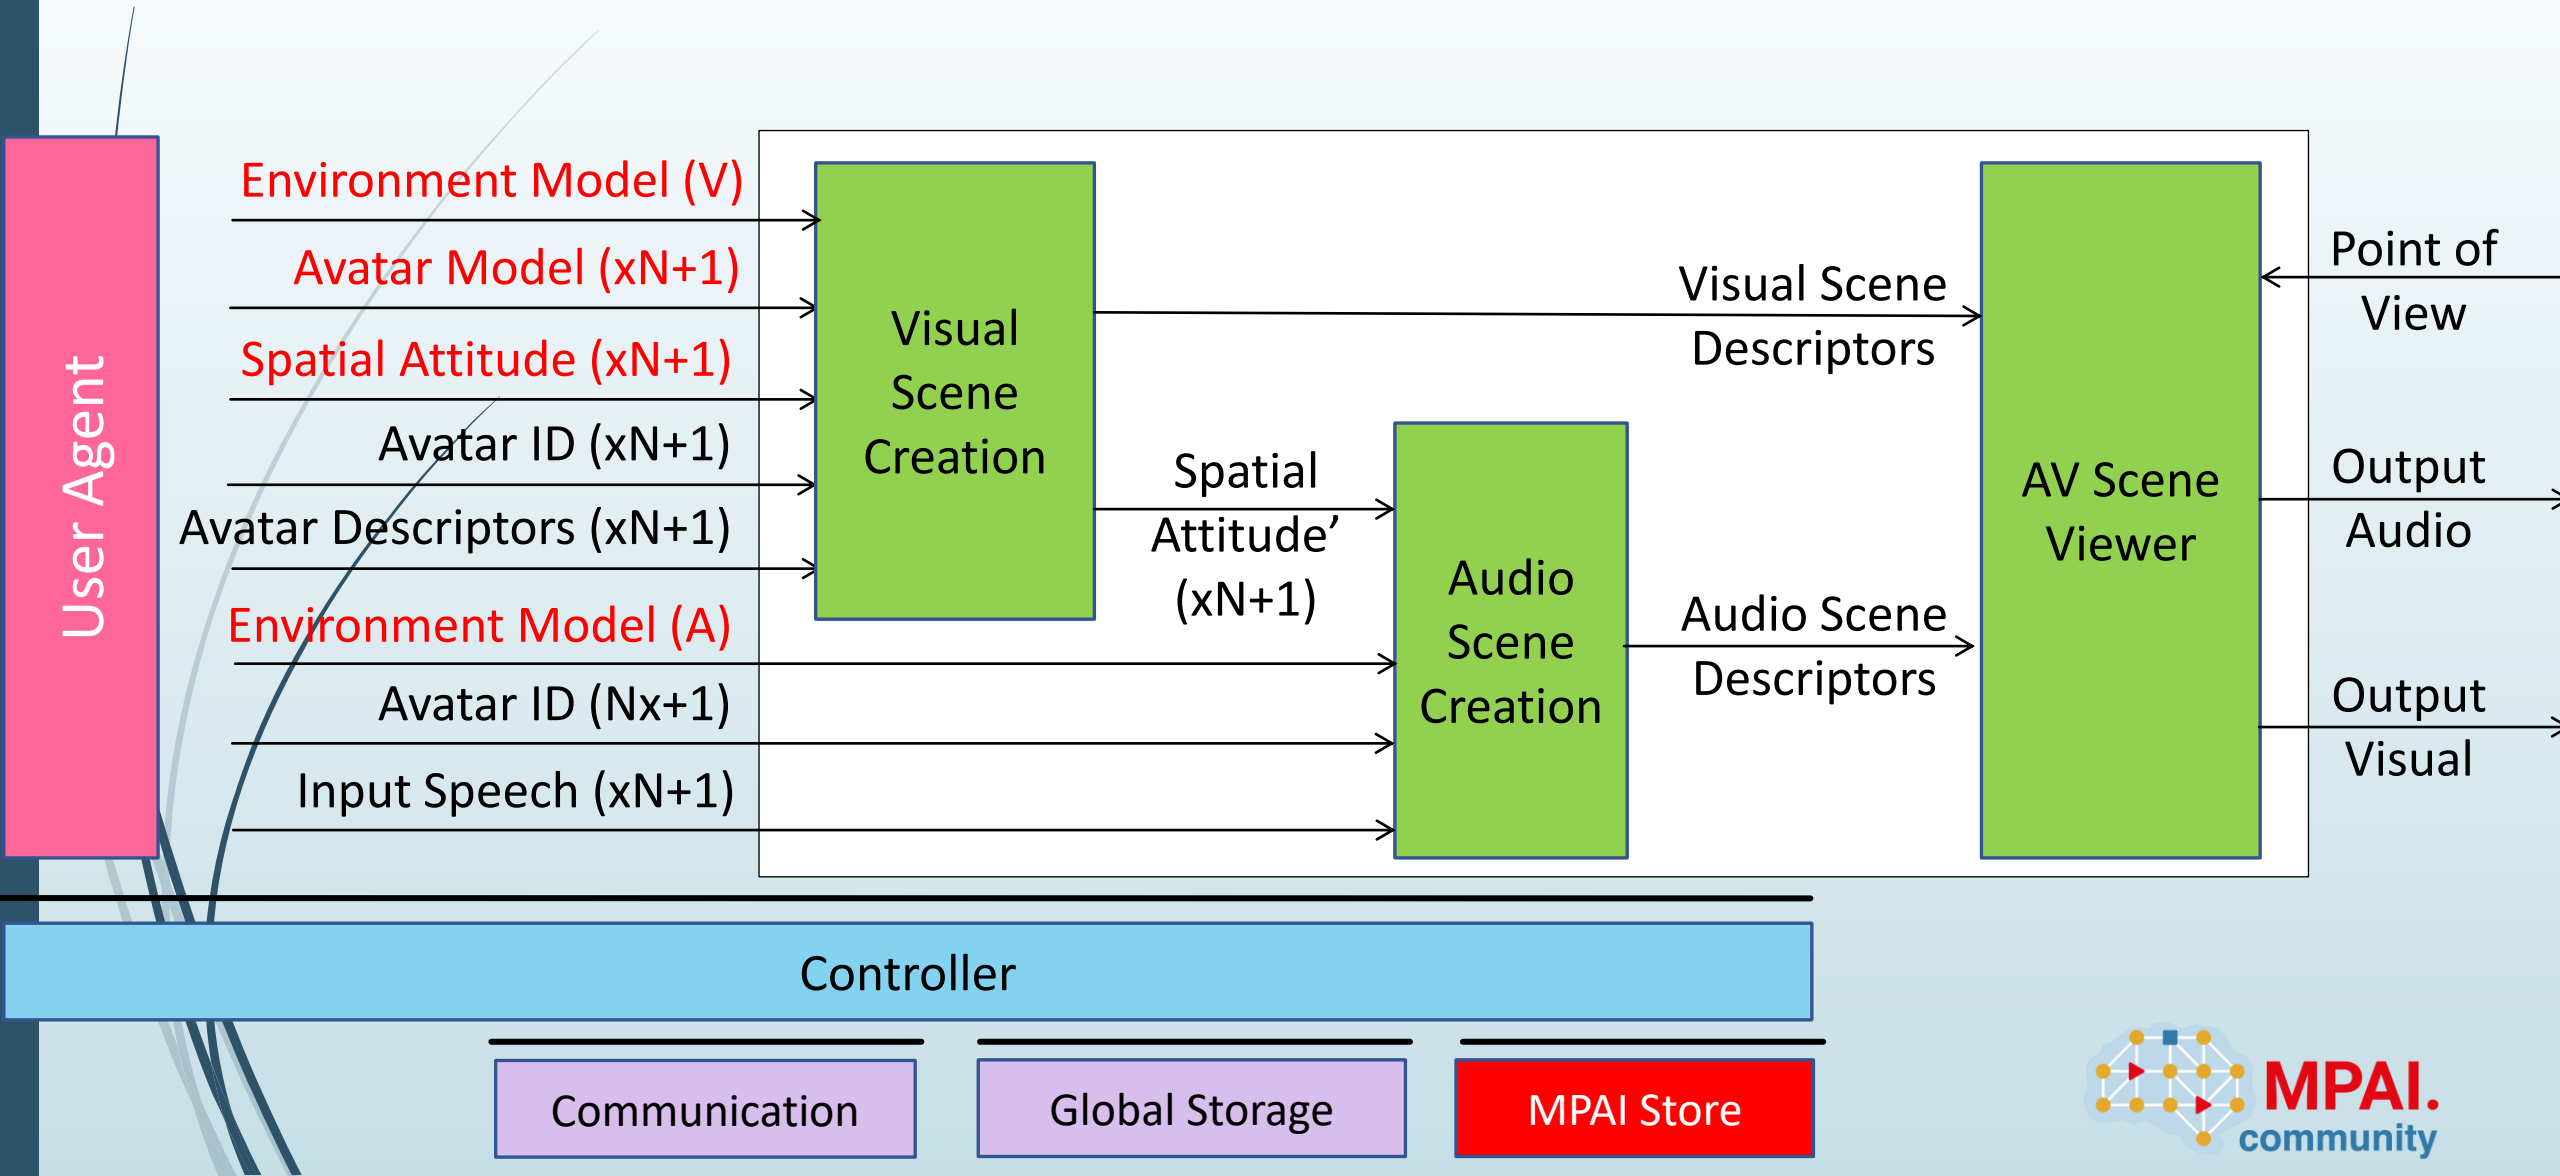 User Agent
Environment Model (V)
Avatar Model (xN+1)
Spatial Attitude (xN+1)
Avatar ID (xN+1)
Avatar Descriptors (xN+1)
Environment Model (A)
Avatar ID (Nx+1)
Input Speech (xN+1)
Visual
Scene
Creation
Spatial
Attitude’
(xN+1)
Audio
Scene
Creation
Visual Scene
Descriptors
Audio Scene
Descriptors
AV Scene
Viewer
Point of
View
Output
Audio
Output
Visual
Controller
Communication
Global Storage
MPAI Store
MPAI.
community